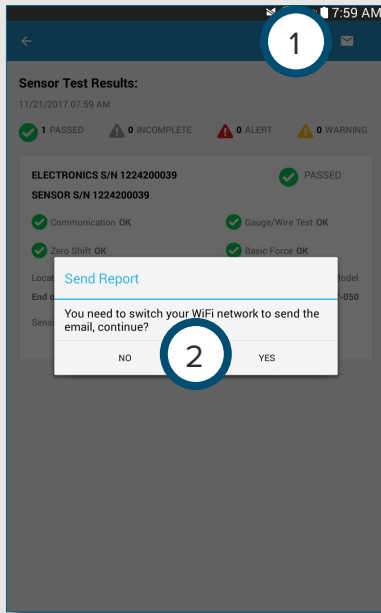 7:59 AM
1
Sensor Test Results:
11/21/2017 07:59 AM
1 PASSED 0 INCOMPLETE 0 ALERT 0 WARNING
ELECTRONICS S/N 1224200039 PASSED
SENSOR S/N 1224200039
Communication OK Gauge/Wire Test OK
Zero Shift OK Basic Force OK
Send Report
You need to switch your WiFi network to send the
email, continue?
NO 2 YES